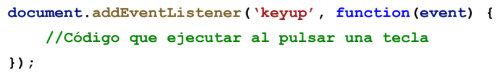 document.addEventListener(‘keyup’, function(event) {
//Código que ejecutar al pulsar una tecla
});